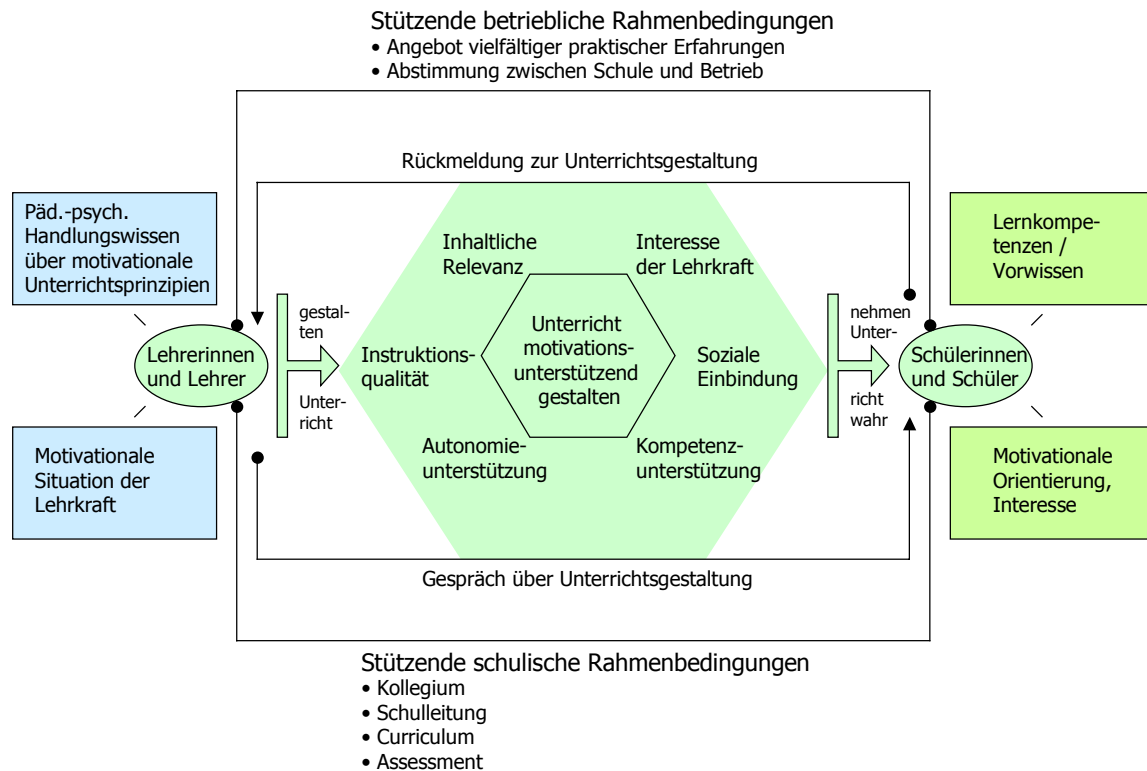 Stützende betriebliche Rahmenbedingungen
• Angebot vielfältiger praktischer Erfahrungen
• Abstimmung zwischen Schule und Betrieb
Rückmeldung zur Unterrichtsgestaltung
Päd.-psych.
Handlungswissen
über motivationale
Unterrichtsprinzipien
Lehrerinnen
und Lehrer
Motivationale
Situation der
Lehrkraft
gestal-
ten
Unter-
richt
Inhaltliche
Relevanz
Interesse
der Lehrkraft
Instruktions-
qualität
Unterricht
motivations-
unterstützend
gestalten
Soziale
Einbindung
Autonomie-
unterstützung
Kompetenz-
unterstützung
nehmen
Unter-
richt
wahr
Lernkompe-
tenzen /
Vorwissen
Schülerinnen
und Schüler
Motivationale
Orientierung,
Interesse
Gespräch über Unterrichtsgestaltung
Stützende schulische Rahmenbedingungen
• Kollegium
• Schulleitung
• Curriculum
• Assessment